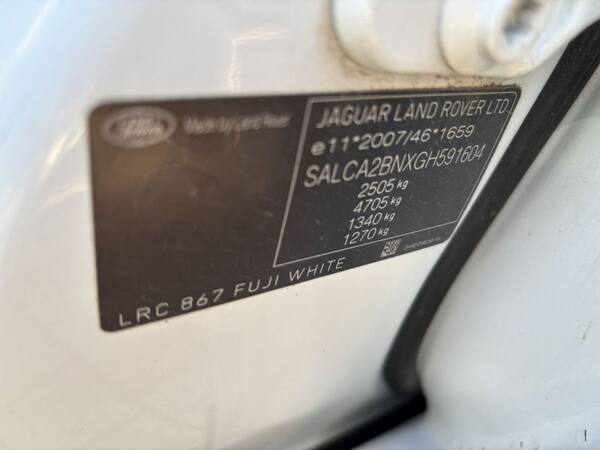 Made by Land Rover
JAGUAR LAND ROVER LTD
e11*2007/46*1659
SALCA2BNXGH591604
2505 kg
4705 kg
1340 kg
1270 kg
LRC 867 FUJI WHITE